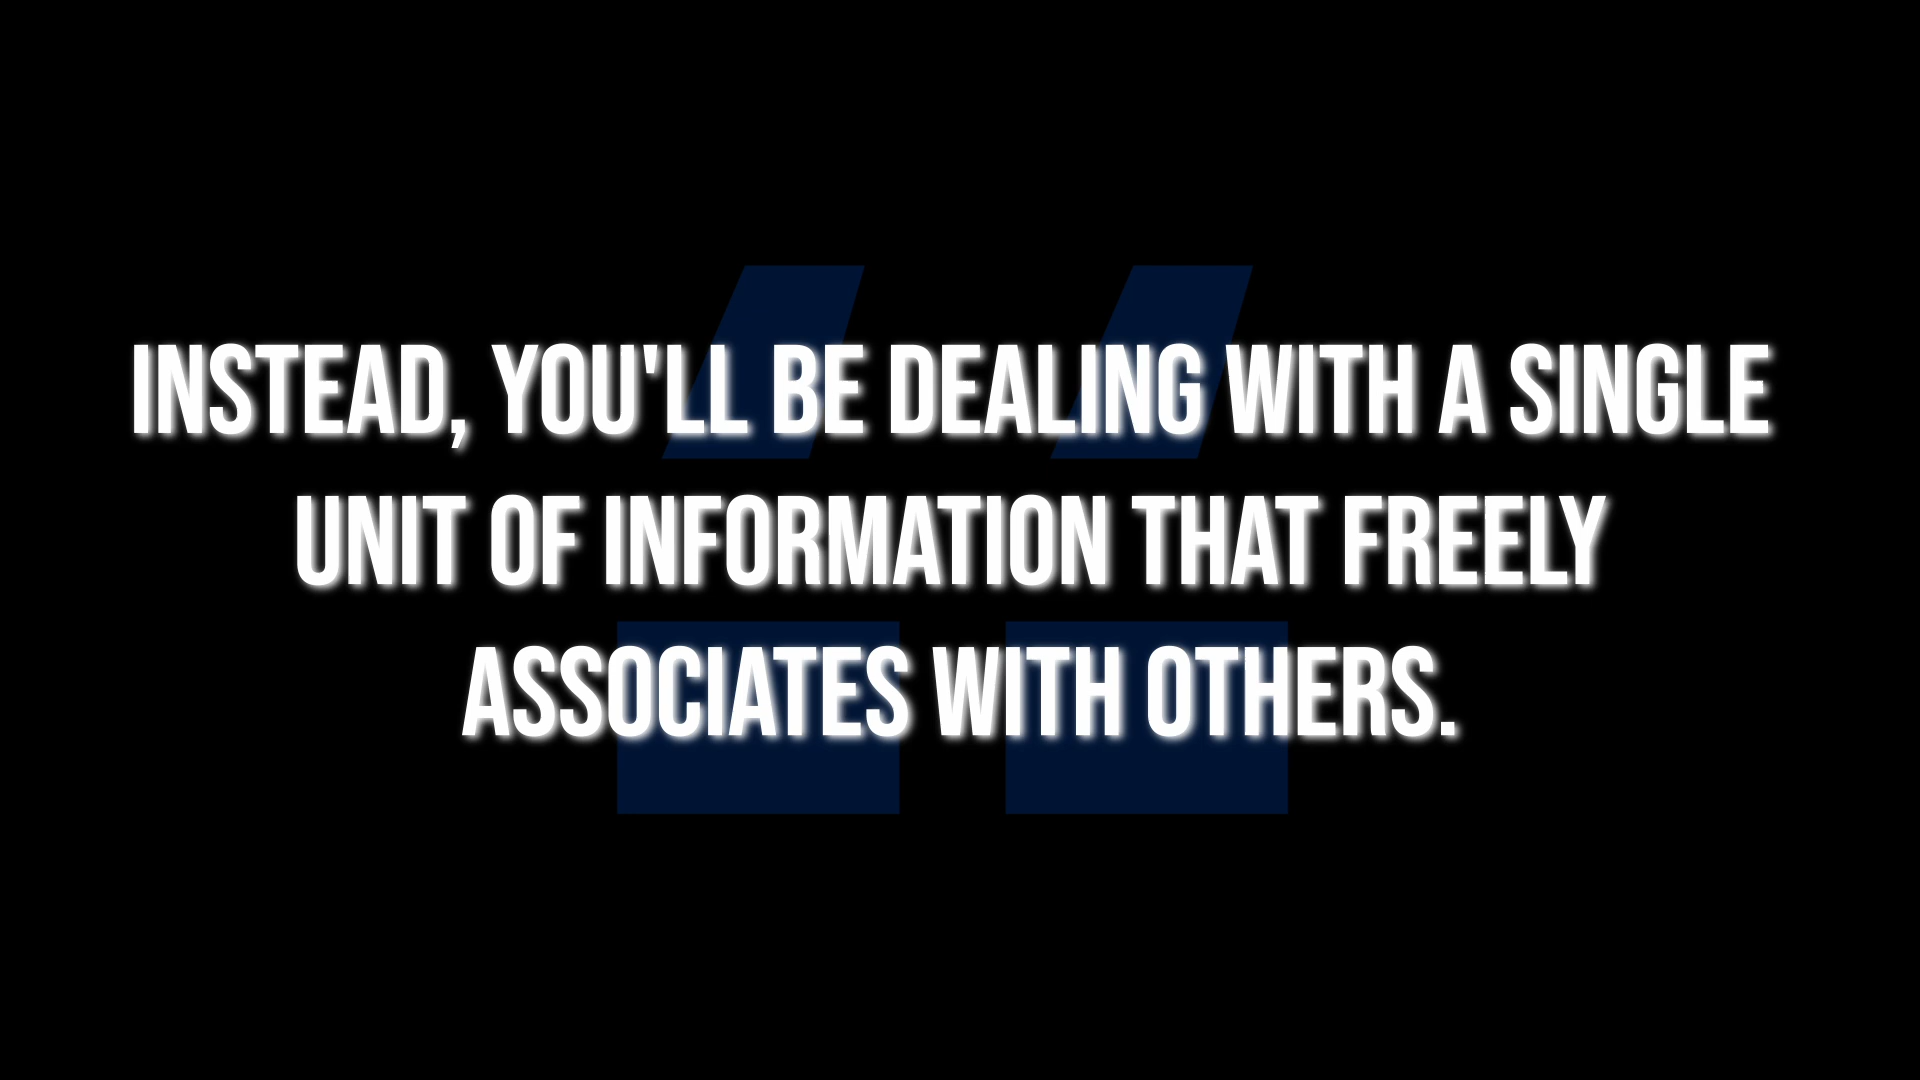 INSTEAD, YOU'LL BE DEALING WITH A SINGLE
UNIT OF INFORMATION THAT FREELY
ASSOCIATES WITH OTHERS.